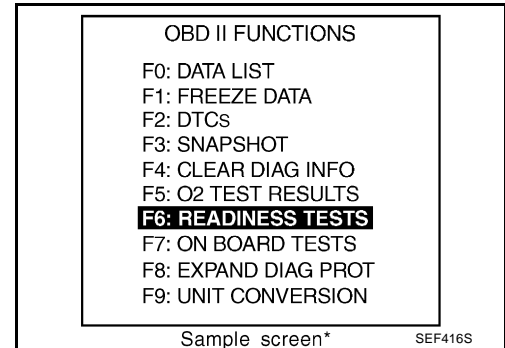 OBD II FUNCTIONS
F0: DATA LIST
F1: FREEZE DATA
F2: DTCs
F3: SNAPSHOT
F4: CLEAR DIAG INFO
F5: O2 TEST RESULTS
F6: READINESS TESTS
F7: ON BOARD TESTS
F8: EXPAND DIAG PROT
F9: UNIT CONVERSION
Sample screen* SEF416S